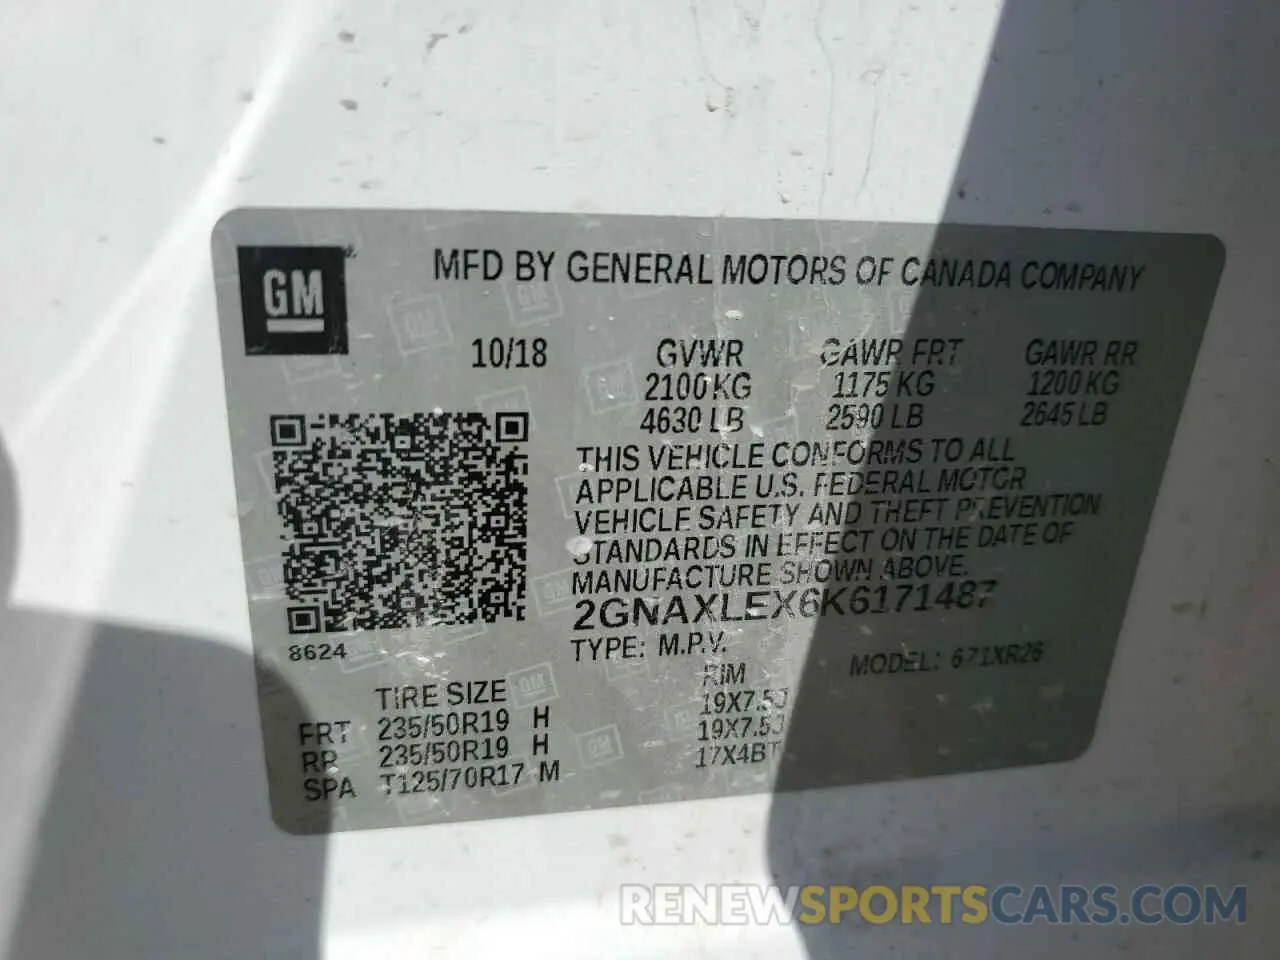 GM
MFD BY GENERAL MOTORS OF CANADA COMPANY
10/18 GVWR GAWR FRT GAWR RR
2100 KG 1175 KG 1200 KG
4630 LB 2590 LB 2645 LB
THIS VEHICLE CONFORMS TO ALL
APPLICABLE U.S. FEDERAL MOTOR
VEHICLE SAFETY AND THEFT PREVENTION
STANDARDS IN EFFECT ON THE DATE OF
MANUFACTURE SHOWN ABOVE.
2GNAXLEX6K6171487
8624
TYPE: M.P.V. MODEL: 671XR26
TIRE SIZE RIM
FRT 235/50R19 H 19X7.5J
RR 235/50R19 H 19X7.5J
SPA T125/70R17 M 17X4BT
RENEWSPORTSCARS.COM